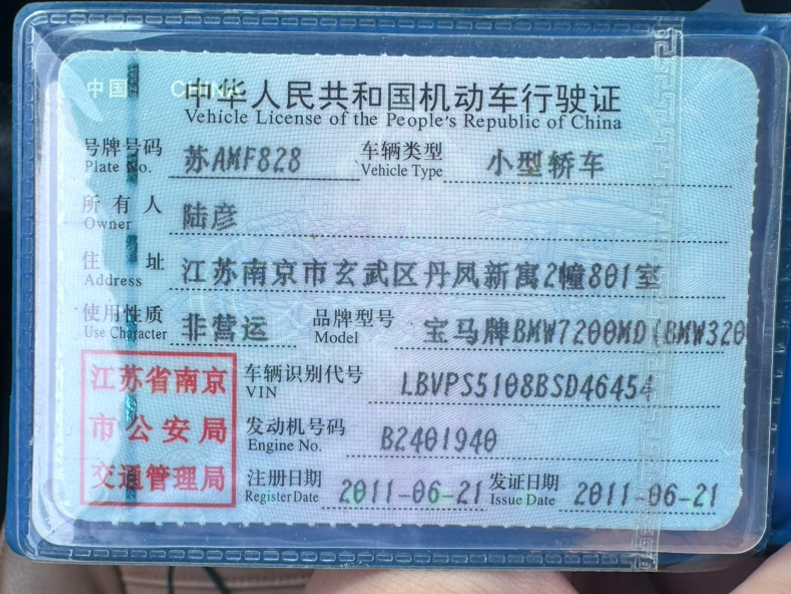 中国 CHINA
中华人民共和国机动车行驶证
Vehicle License of the People's Republic of China
号牌号码 苏AMF828 车辆类型 小型轿车
Plate No. Vehicle Type
所有人 陆彦
Owner
住址 江苏南京市玄武区丹凤新寓2幢801室
Address
使用性质 非营运 品牌型号 宝马牌BMW7200MD(BMW320
Use Character Model
江苏省南京
市公安局
交通管理局
车辆识别代号 LBVPS5108BSD46454
VIN
发动机号码 B2401940
Engine No.
注册日期 2011-06-21 发证日期 2011-06-21
Register Date Issue Date